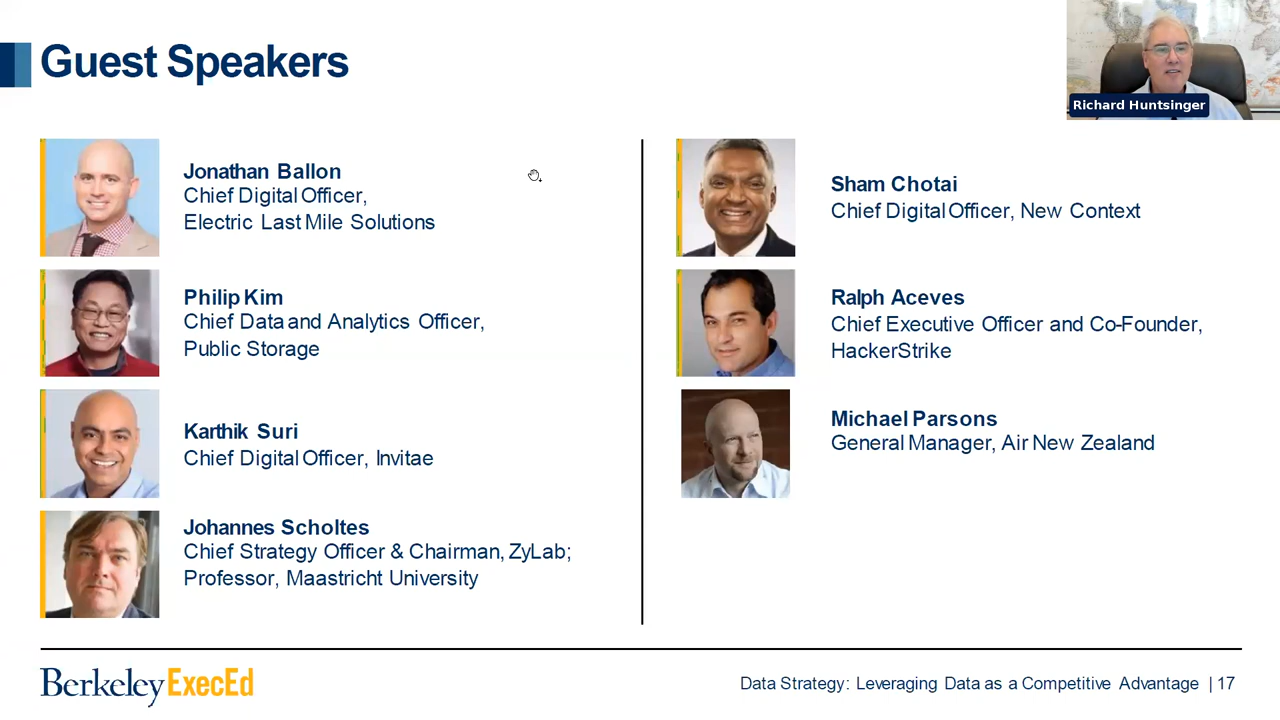 Guest Speakers
Richard Huntsinger
Jonathan Ballon
Chief Digital Officer,
Electric Last Mile Solutions
Philip Kim
Chief Data and Analytics Officer,
Public Storage
Karthik Suri
Chief Digital Officer, Invitae
Johannes Scholtes
Chief Strategy Officer & Chairman, ZyLab;
Professor, Maastricht University
Sham Chotai
Chief Digital Officer, New Context
Ralph Aceves
Chief Executive Officer and Co-Founder,
HackerStrike
Michael Parsons
General Manager, Air New Zealand
Berkeley ExecEd
Data Strategy: Leveraging Data as a Competitive Advantage | 17